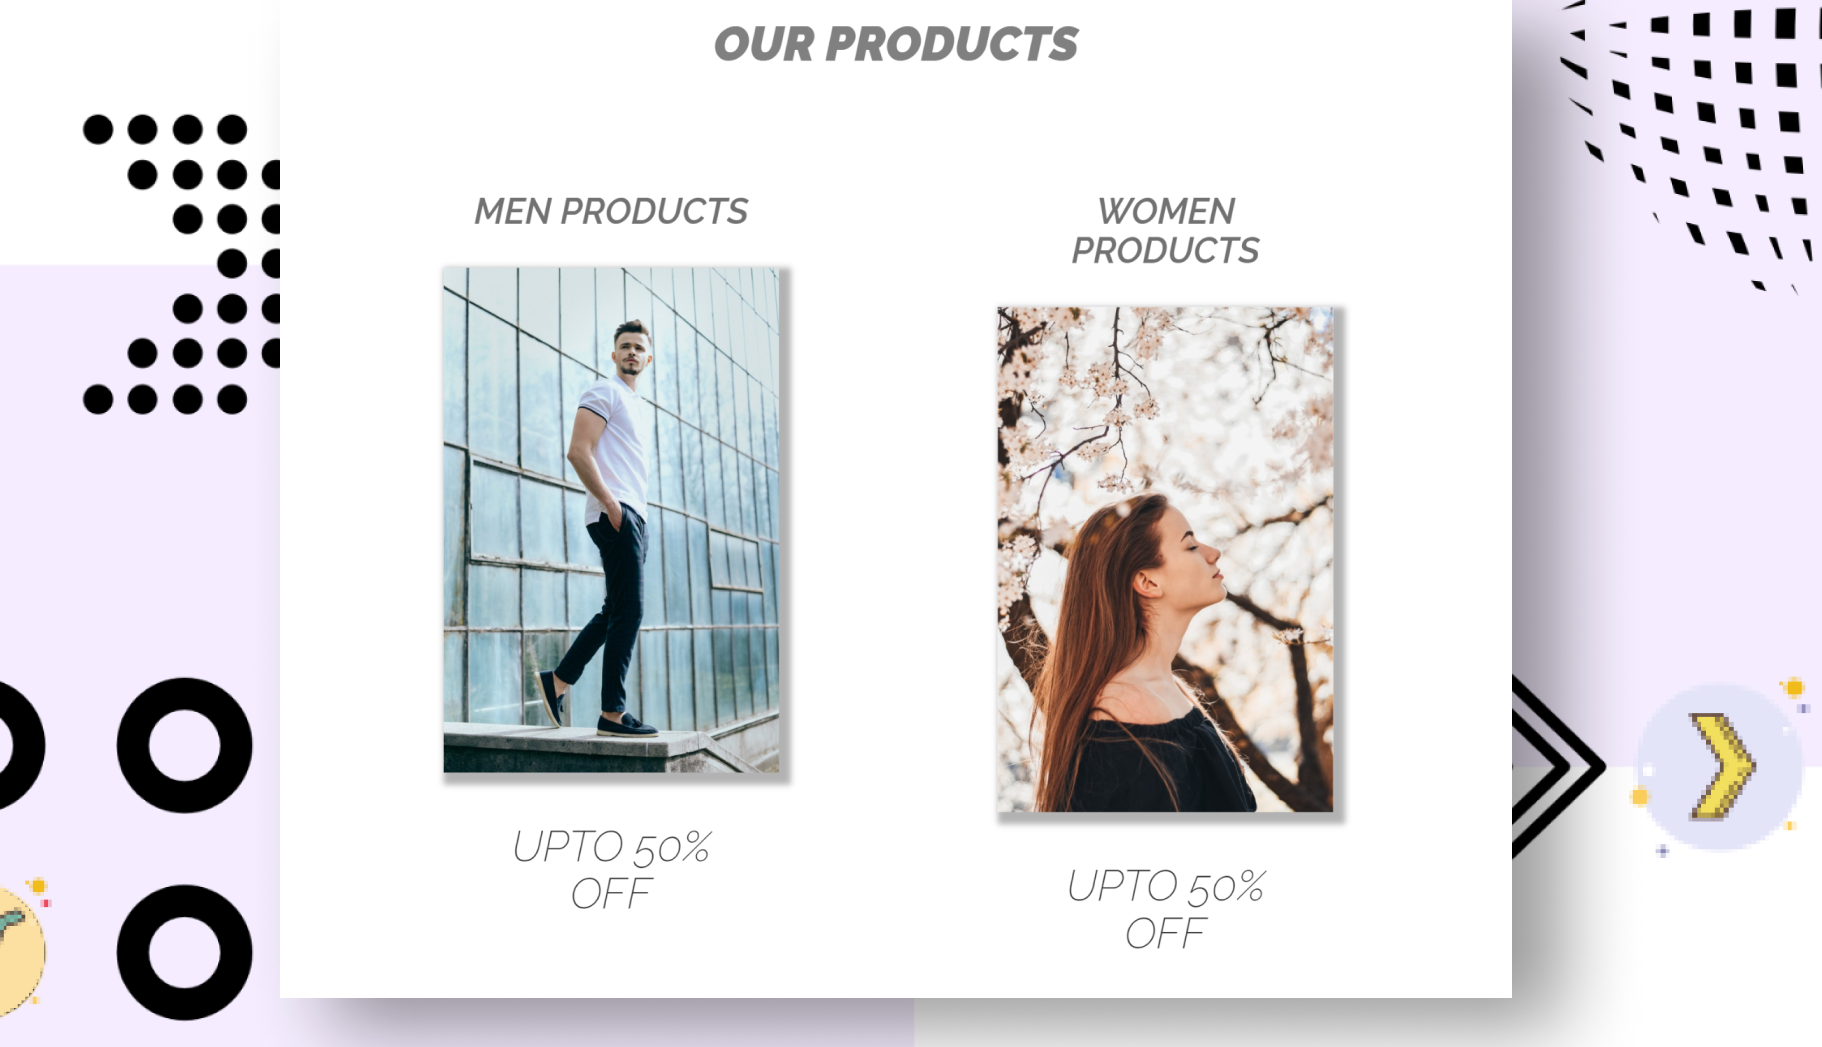 OUR PRODUCTS
MEN PRODUCTS
WOMEN
PRODUCTS
UPTO 50%
OFF
UPTO 50%
OFF